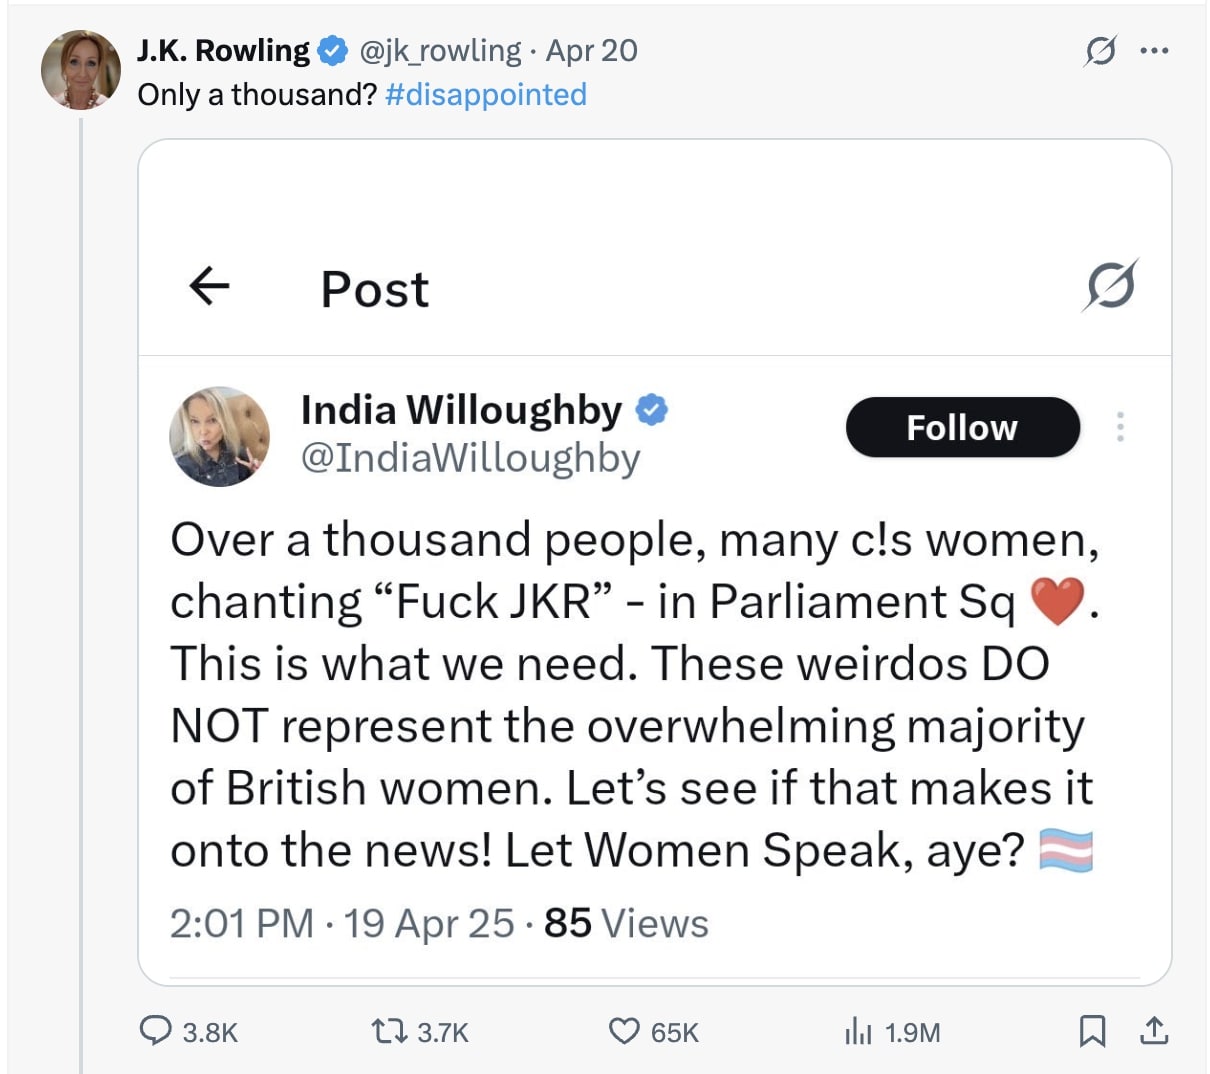 J.K. Rowling @jk_rowling · Apr 20
Only a thousand? #disappointed
Post
India Willoughby
@IndiaWilloughby
Follow
Over a thousand people, many c!s women,
chanting “Fuck JKR” - in Parliament Sq ❤️.
This is what we need. These weirdos DO
NOT represent the overwhelming majority
of British women. Let’s see if that makes it
onto the news! Let Women Speak, aye? 🏳️‍⚧️
2:01 PM · 19 Apr 25 · 85 Views
3.8K 3.7K 65K 1.9M